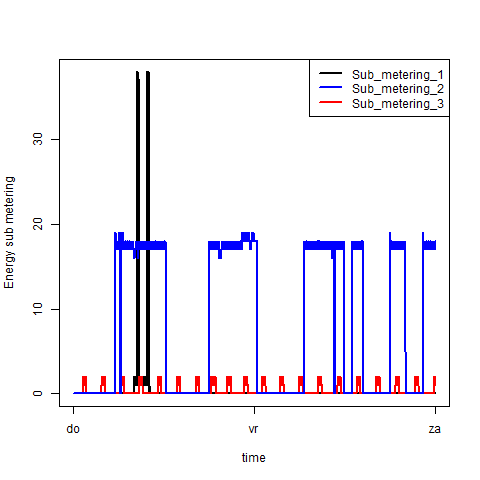 Sub_metering_1
Sub_metering_2
Sub_metering_3
Energy sub metering
30
20
10
0
do vr za
time